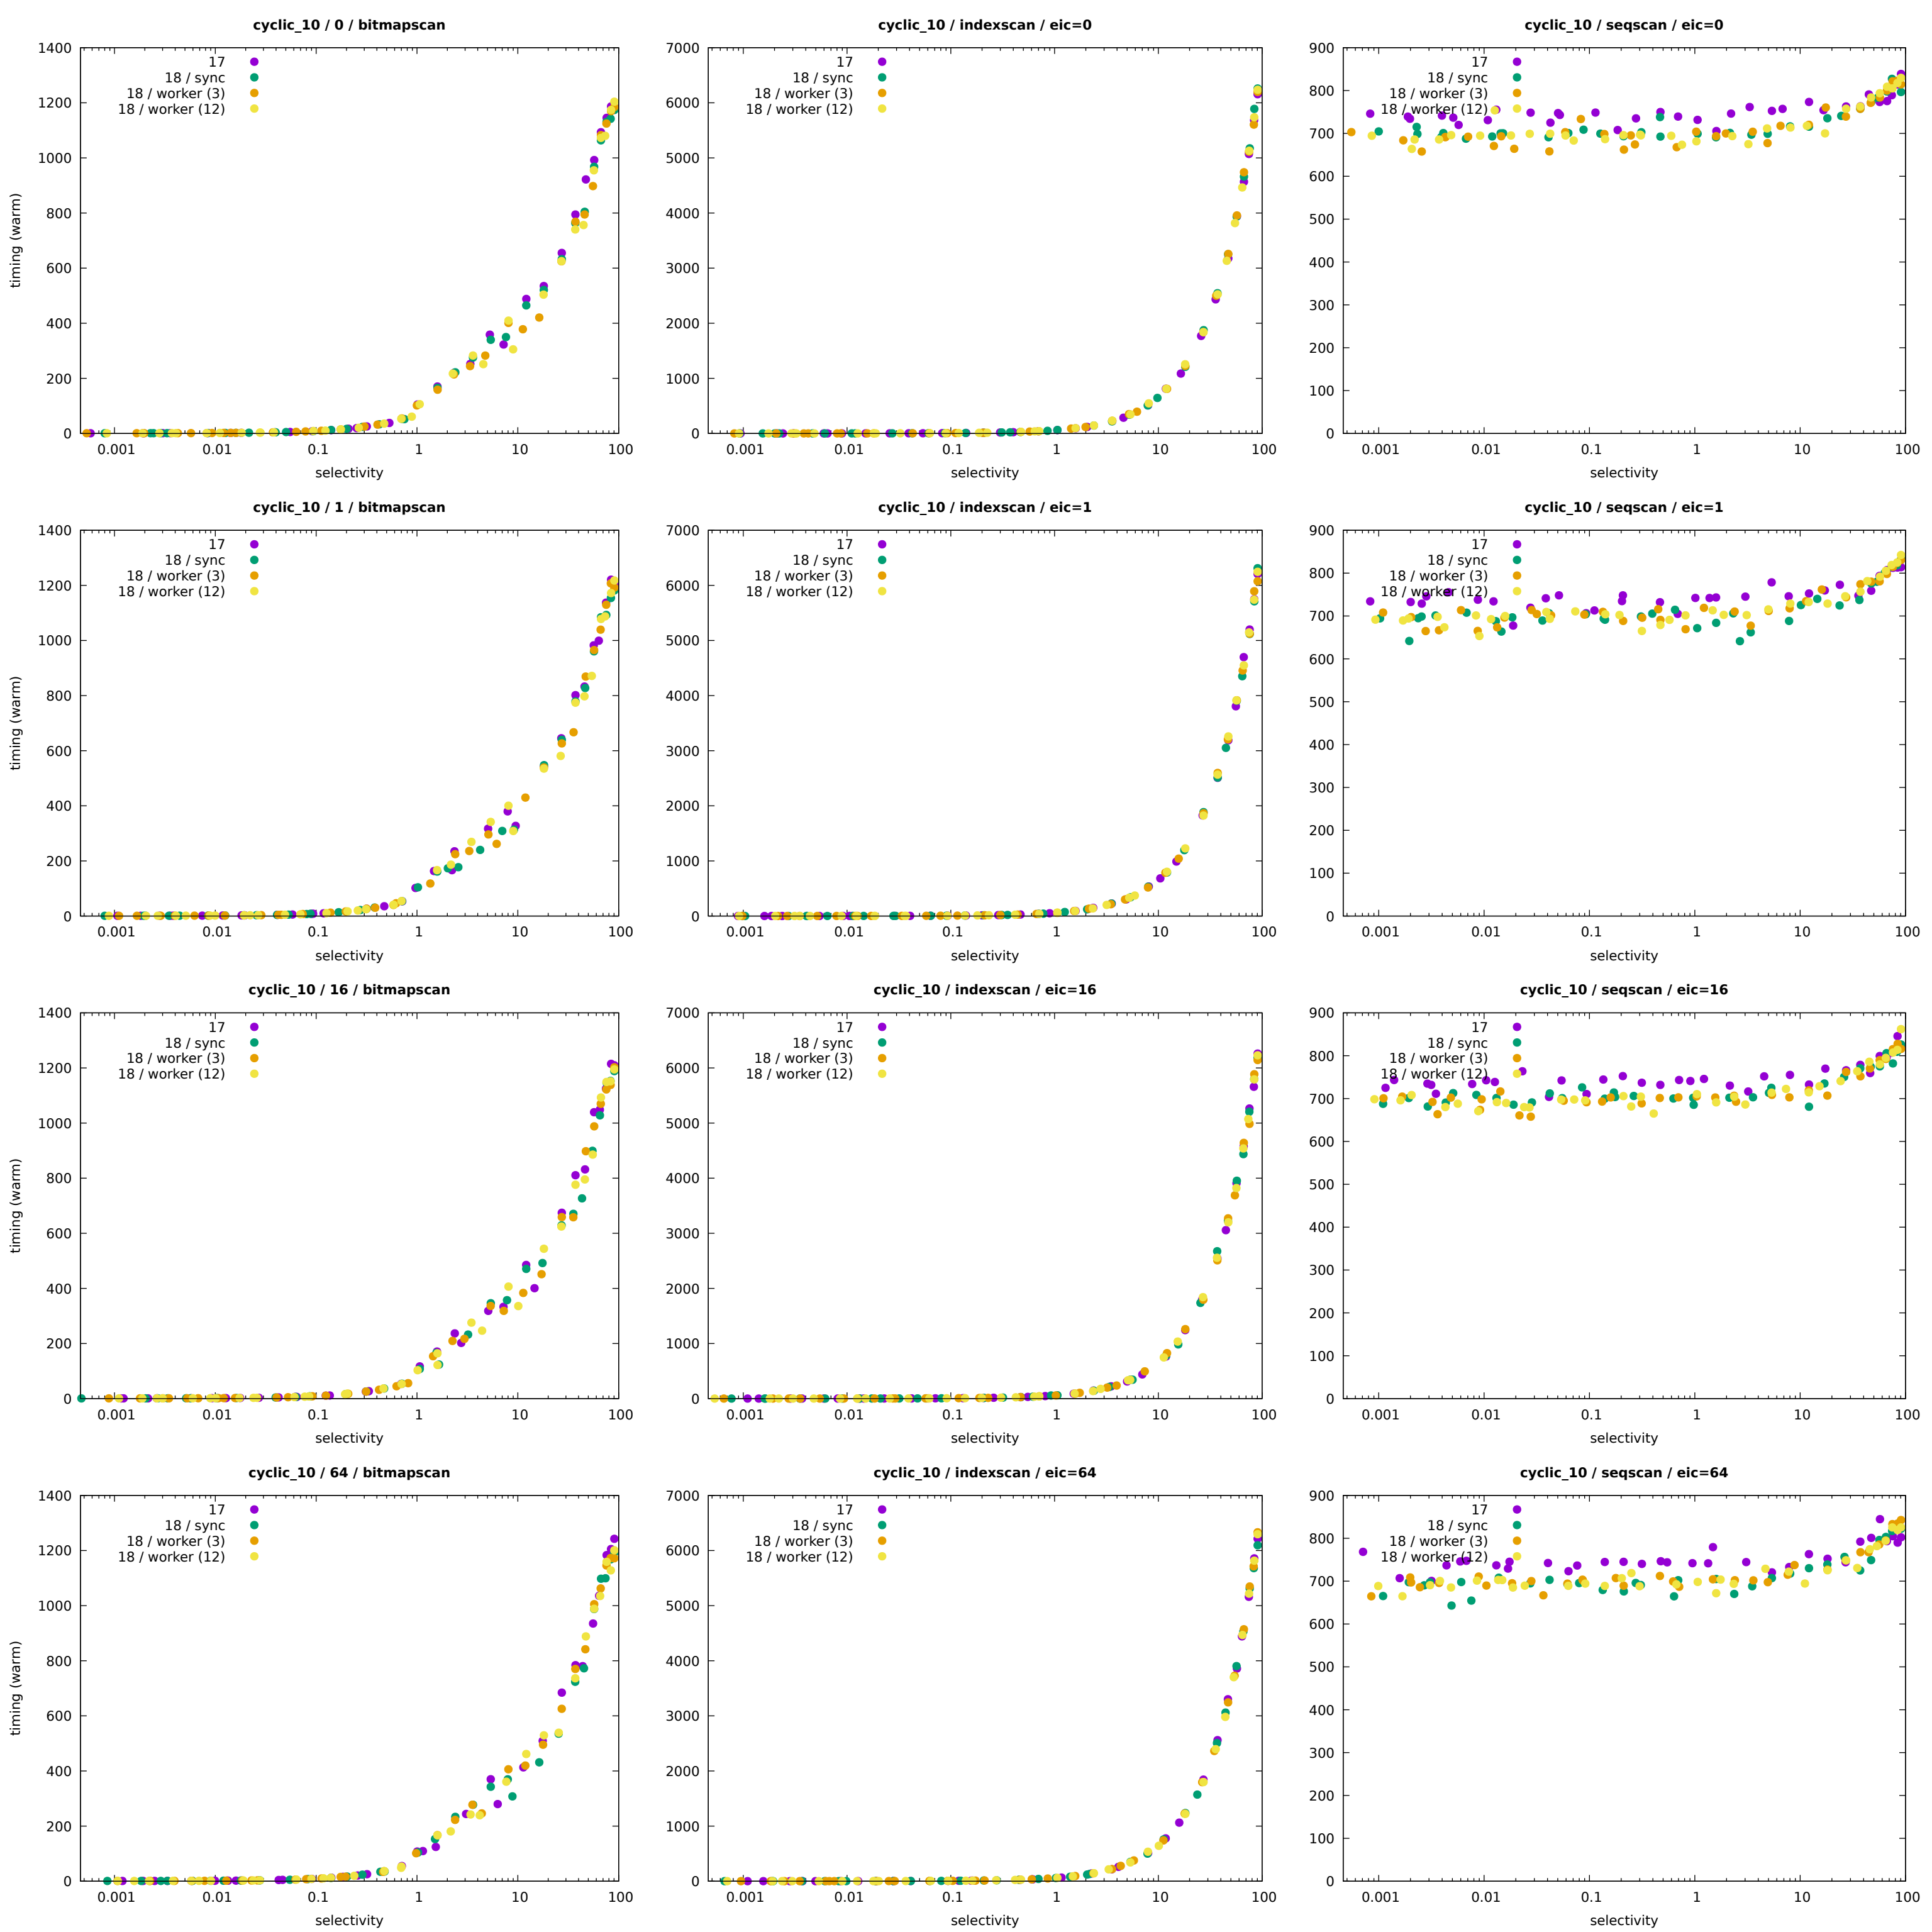 cyclic_10 / 0 / bitmapscan
1400
1200
1000
800
600
400
200
0
timing (warm)
17
18 / sync
18 / worker (3)
18 / worker (12)
0.001 0.01 0.1 1 10 100
selectivity
cyclic_10 / indexscan / eic=0
7000
6000
5000
4000
3000
2000
1000
0
17
18 / sync
18 / worker (3)
18 / worker (12)
0.001 0.01 0.1 1 10 100
selectivity
cyclic_10 / seqscan / eic=0
900
800
700
600
500
400
300
200
100
0
17
18 / sync
18 / worker (3)
18 / worker (12)
0.001 0.01 0.1 1 10 100
selectivity
cyclic_10 / 1 / bitmapscan
1400
1200
1000
800
600
400
200
0
timing (warm)
17
18 / sync
18 / worker (3)
18 / worker (12)
0.001 0.01 0.1 1 10 100
selectivity
cyclic_10 / indexscan / eic=1
7000
6000
5000
4000
3000
2000
1000
0
17
18 / sync
18 / worker (3)
18 / worker (12)
0.001 0.01 0.1 1 10 100
selectivity
cyclic_10 / seqscan / eic=1
900
800
700
600
500
400
300
200
100
0
17
18 / sync
18 / worker (3)
18 / worker (12)
0.001 0.01 0.1 1 10 100
selectivity
cyclic_10 / 16 / bitmapscan
1400
1200
1000
800
600
400
200
0
timing (warm)
17
18 / sync
18 / worker (3)
18 / worker (12)
0.001 0.01 0.1 1 10 100
selectivity
cyclic_10 / indexscan / eic=16
7000
6000
5000
4000
3000
2000
1000
0
17
18 / sync
18 / worker (3)
18 / worker (12)
0.001 0.01 0.1 1 10 100
selectivity
cyclic_10 / seqscan / eic=16
900
800
700
600
500
400
300
200
100
0
17
18 / sync
18 / worker (3)
18 / worker (12)
0.001 0.01 0.1 1 10 100
selectivity
cyclic_10 / 64 / bitmapscan
1400
1200
1000
800
600
400
200
0
timing (warm)
17
18 / sync
18 / worker (3)
18 / worker (12)
0.001 0.01 0.1 1 10 100
selectivity
cyclic_10 / indexscan / eic=64
7000
6000
5000
4000
3000
2000
1000
0
17
18 / sync
18 / worker (3)
18 / worker (12)
0.001 0.01 0.1 1 10 100
selectivity
cyclic_10 / seqscan / eic=64
900
800
700
600
500
400
300
200
100
0
17
18 / sync
18 / worker (3)
18 / worker (12)
0.001 0.01 0.1 1 10 100
selectivity